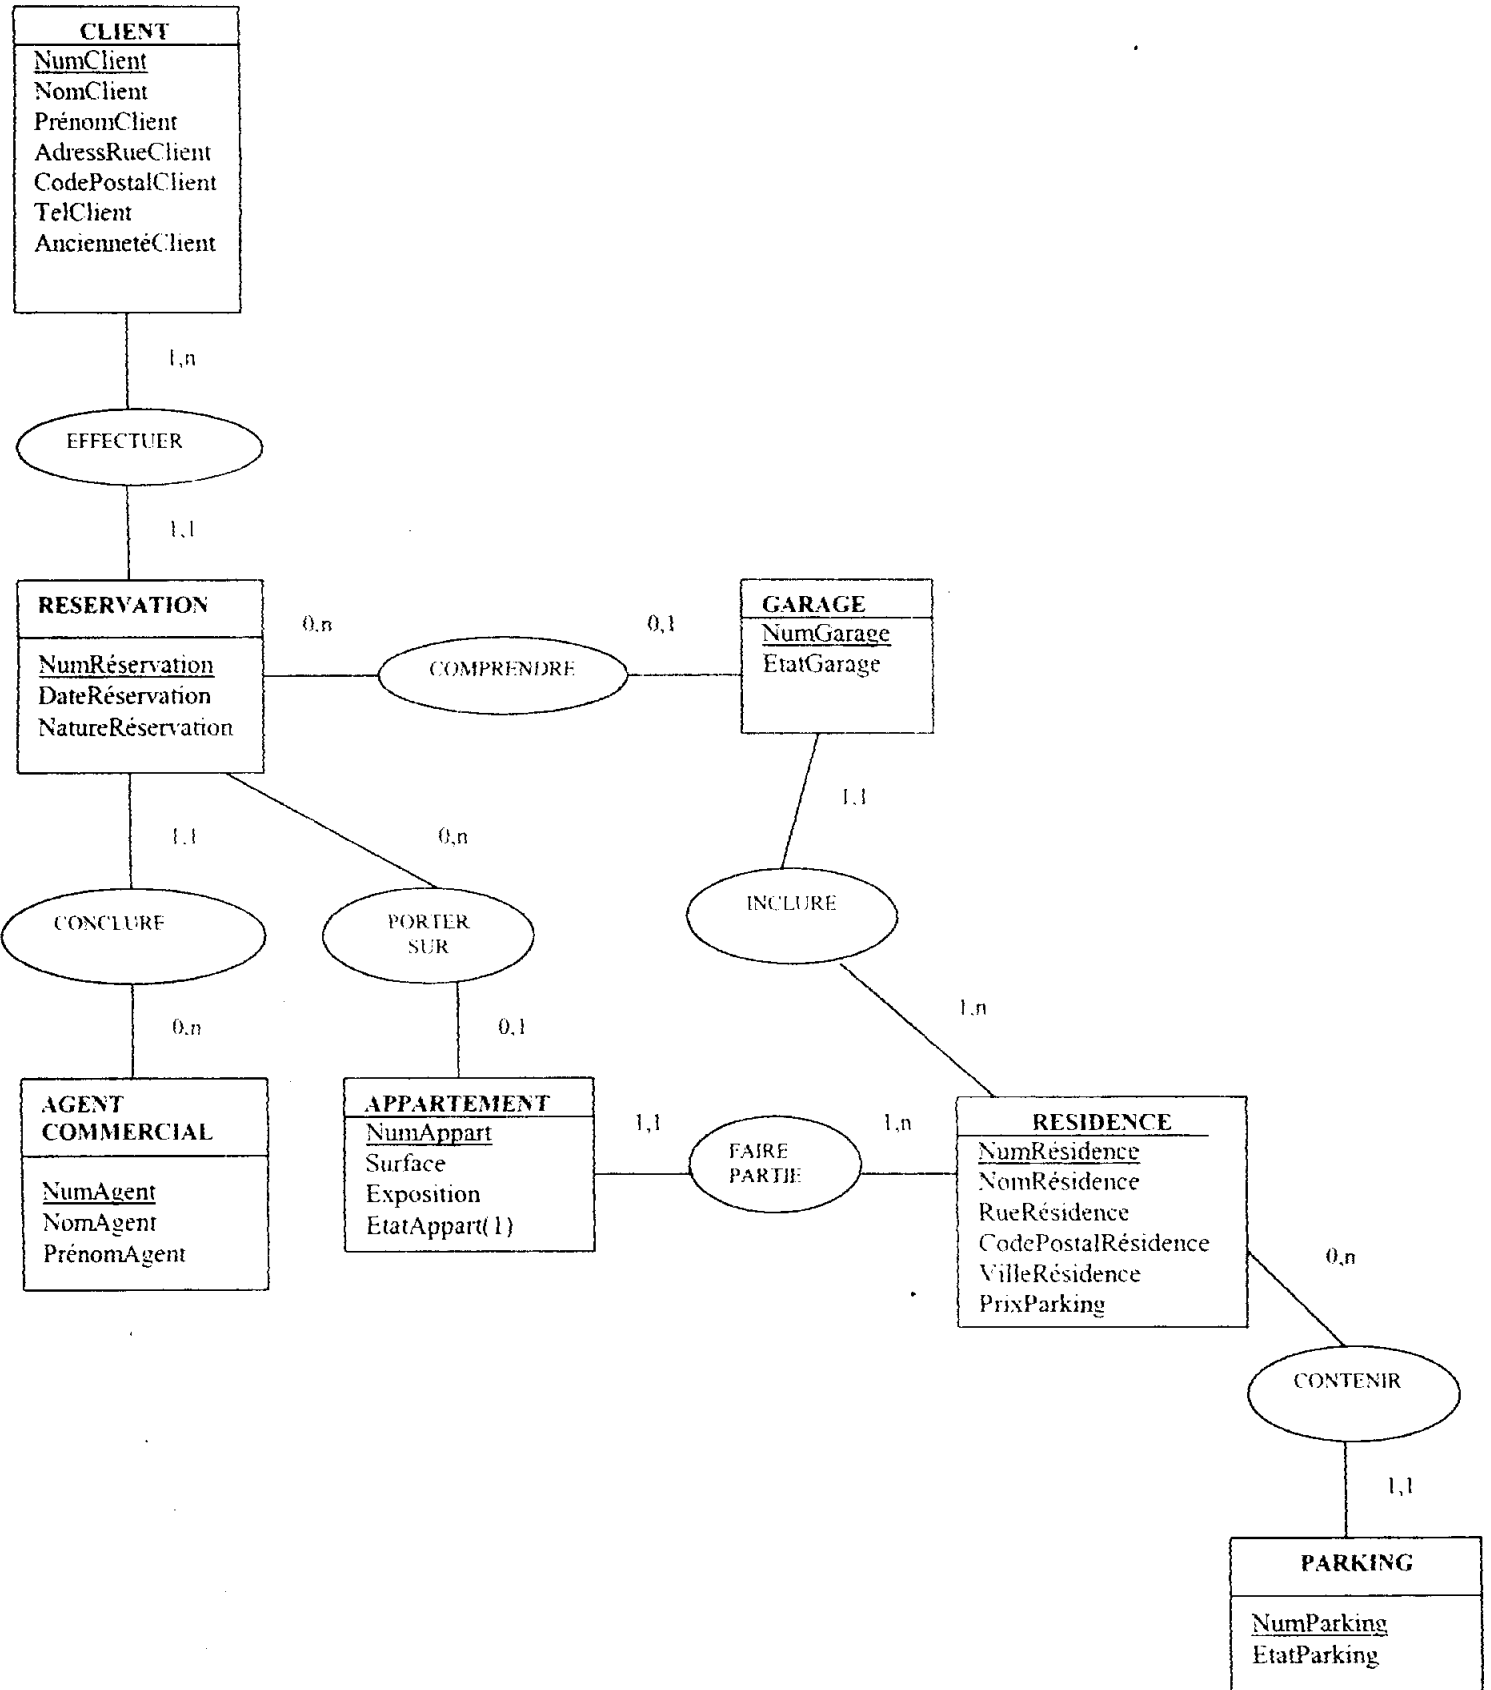 CLIENT
NumClient
NomClient
PrénomClient
AdressRueClient
CodePostalClient
TelClient
AnciennetéClient
1,n
EFFECTUER
1,1
RESERVATION
NumRéservation
DateRéservation
NatureRéservation
0,n
COMPRENDRE
0,1
GARAGE
NumGarage
EtatGarage
1,1
INCLURE
1,n
1,1
CONCLURE
0,n
0,n
PORTER
SUR
0,1
AGENT
COMMERCIAL
NumAgent
NomAgent
PrénomAgent
APPARTEMENT
NumAppart
Surface
Exposition
EtatAppart(1)
1,1
FAIRE
PARTIE
1,n
RESIDENCE
NumRésidence
NomRésidence
RueRésidence
CodePostalRésidence
VilleRésidence
PrixParking
0,n
CONTENIR
1,1
PARKING
NumParking
EtatParking